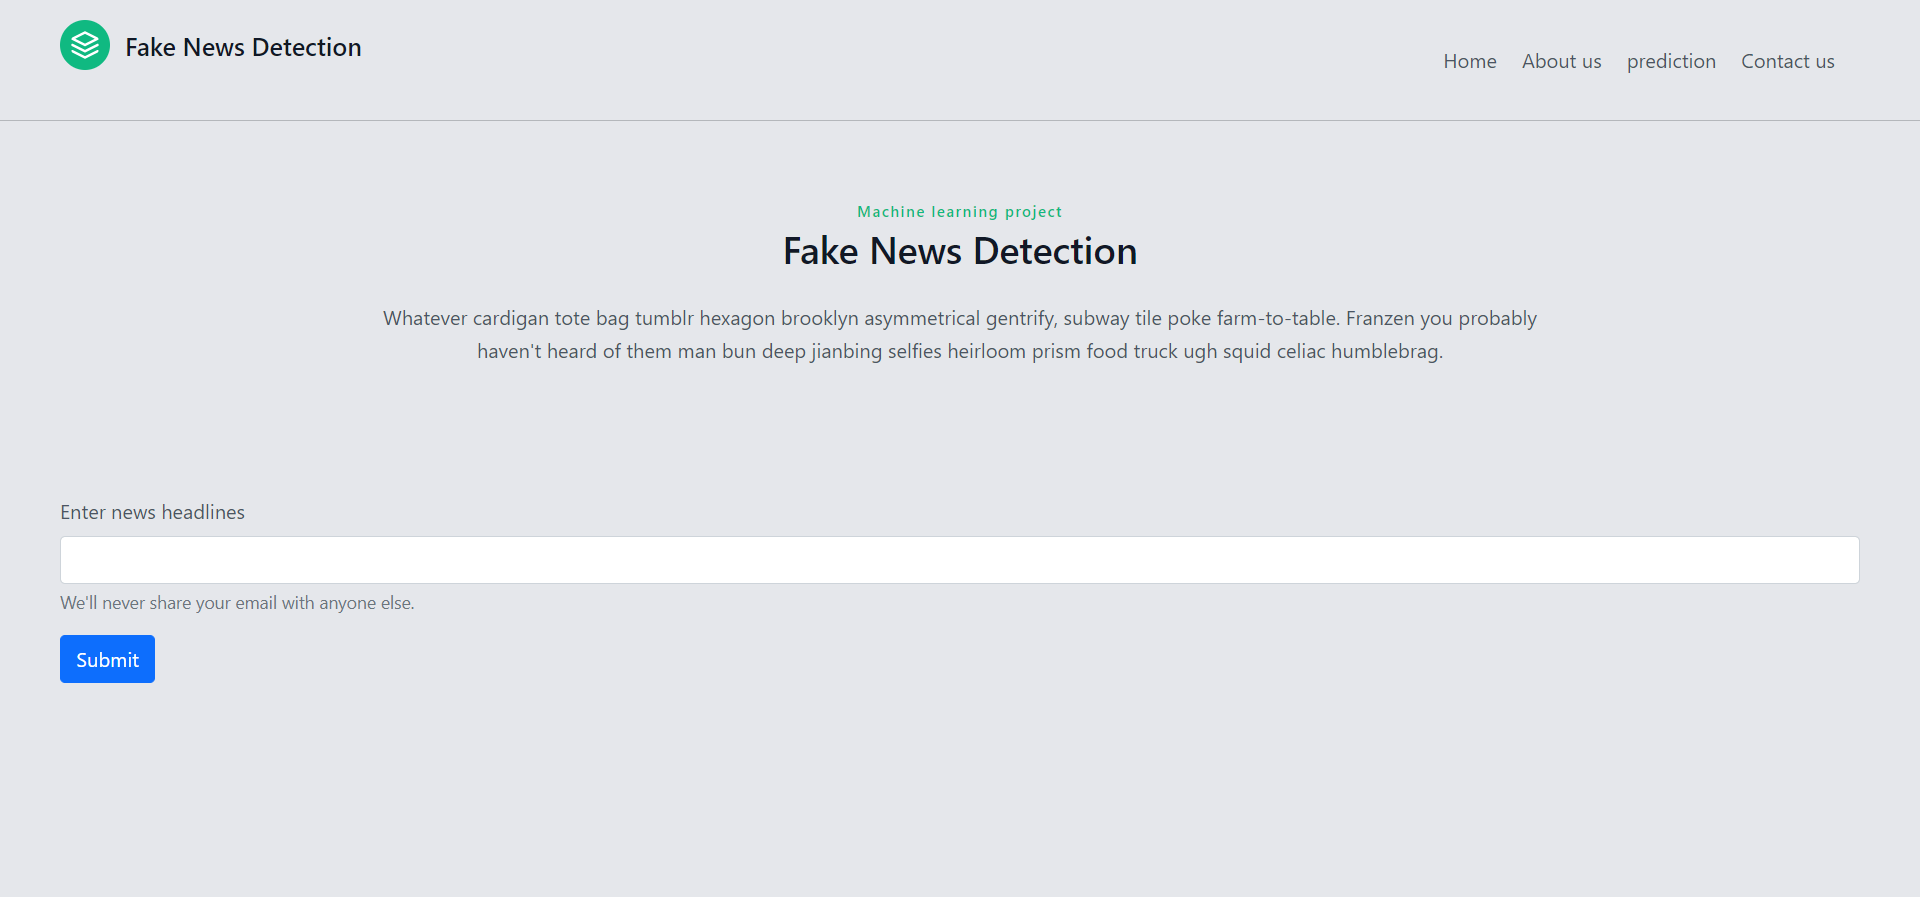 Fake News Detection
Home
About us
prediction
Contact us
Machine learning project
Fake News Detection
Whatever cardigan tote bag tumblr hexagon brooklyn asymmetrical gentrify, subway tile poke farm-to-table. Franzen you probably
haven't heard of them man bun deep jianbing selfies heirloom prism food truck ugh squid celiac humblebrag.
Enter news headlines
We'll never share your email with anyone else.
Submit